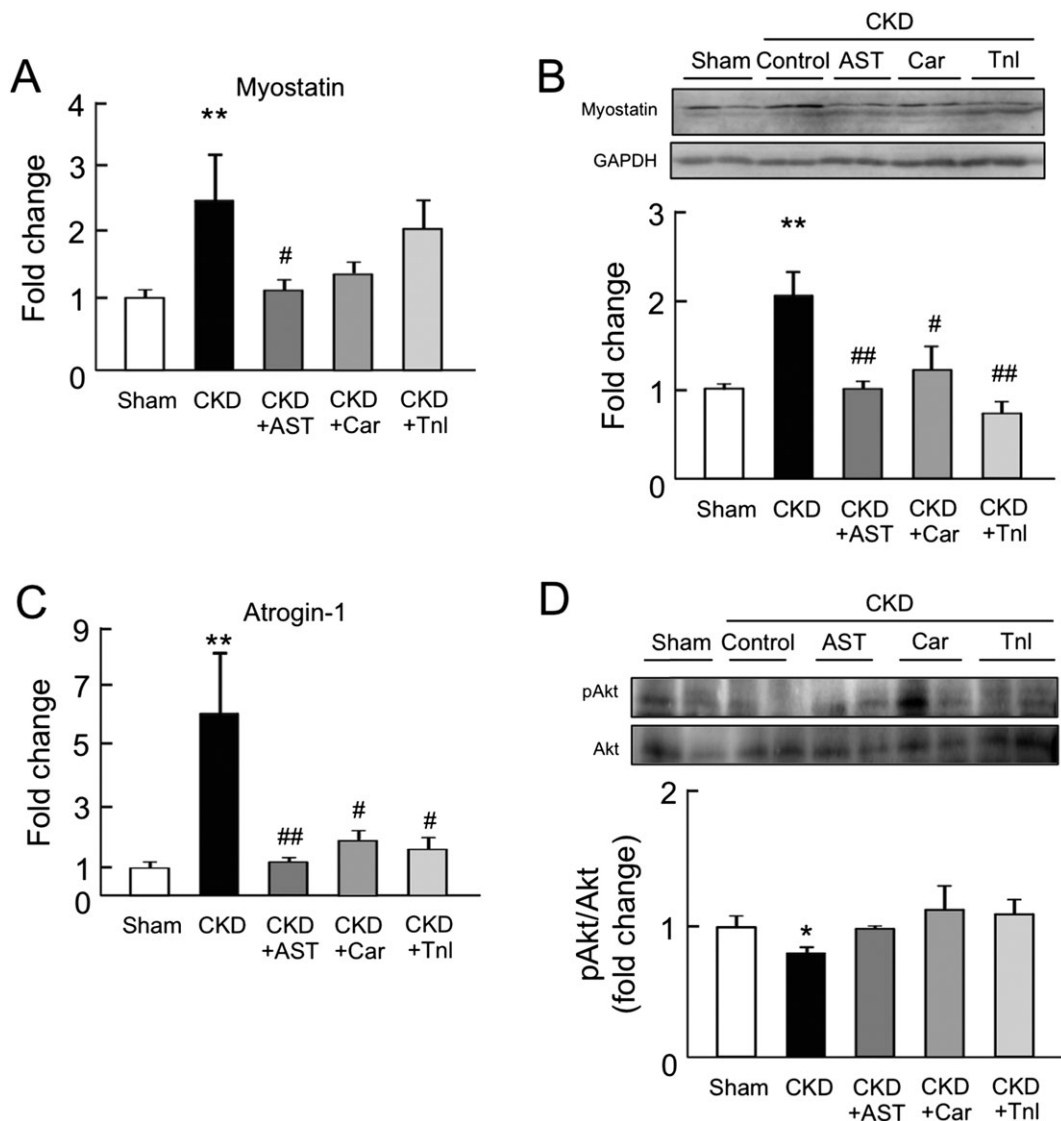 A
Myostatin
4
3
2
1
0
Fold change
**
#
Sham CKD CKD CKD CKD
+AST +Car +Tnl
B
CKD
Sham Control AST Car Tnl
Myostatin
GAPDH
3
2
1
0
Fold change
**
##
#
##
Sham CKD CKD CKD CKD
+AST +Car +Tnl
C
Atrogin-1
9
7
5
3
1
0
Fold change
**
##
#
#
Sham CKD CKD CKD CKD
+AST +Car +Tnl
D
CKD
Sham Control AST Car Tnl
pAkt
Akt
2
1
0
pAkt/Akt
(fold change)
*
Sham CKD CKD CKD CKD
+AST +Car +Tnl